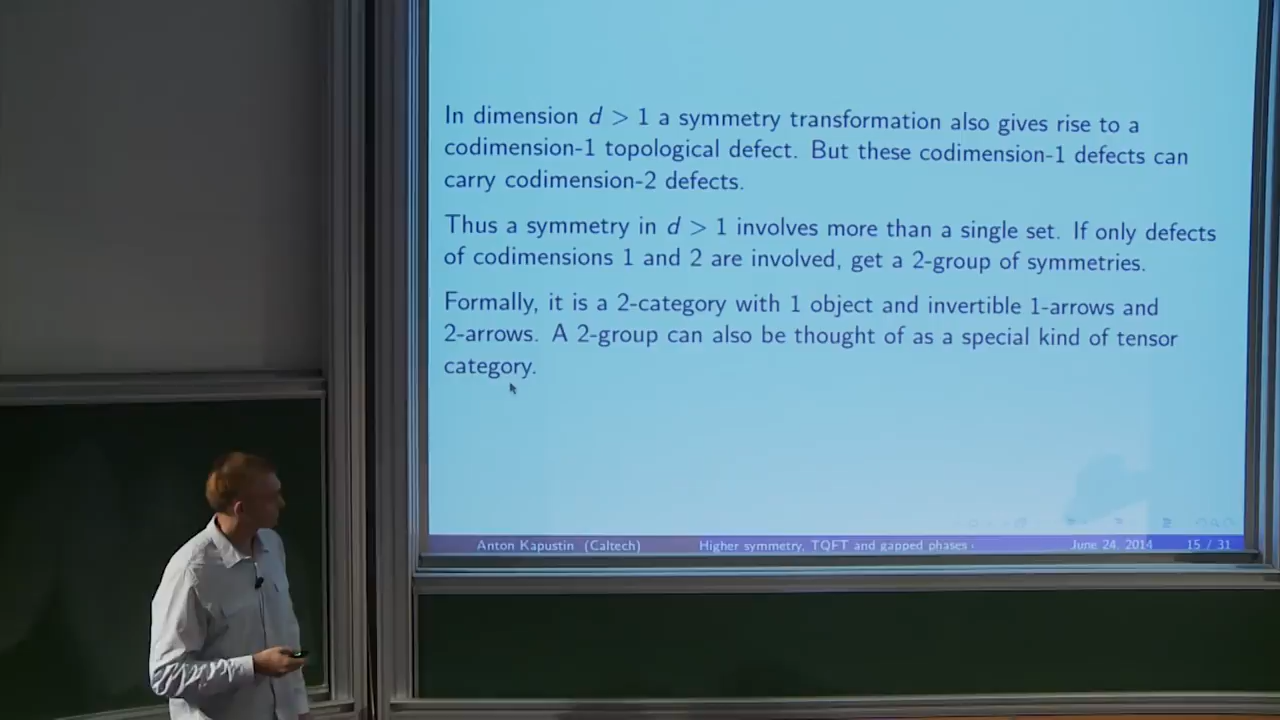 In dimension d > 1 a symmetry transformation also gives rise to a
codimension-1 topological defect. But these codimension-1 defects can
carry codimension-2 defects.
Thus a symmetry in d > 1 involves more than a single set. If only defects
of codimensions 1 and 2 are involved, get a 2-group of symmetries.
Formally, it is a 2-category with 1 object and invertible 1-arrows and
2-arrows. A 2-group can also be thought of as a special kind of tensor
category.
Anton Kapustin (Caltech) Higher symmetry, TQFT and gapped phases June 24, 2014 15 / 31